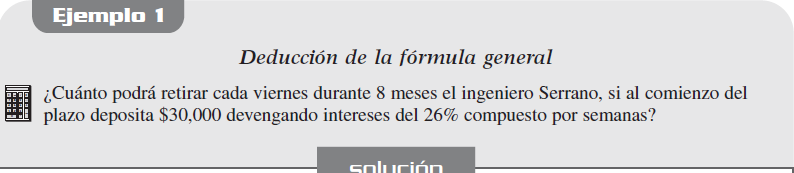 Ejemplo 1
Deducción de la fórmula general
¿Cuánto podrá retirar cada viernes durante 8 meses el ingeniero Serrano, si al comienzo del
plazo deposita $30,000 devengando intereses del 26% compuesto por semanas?
solución